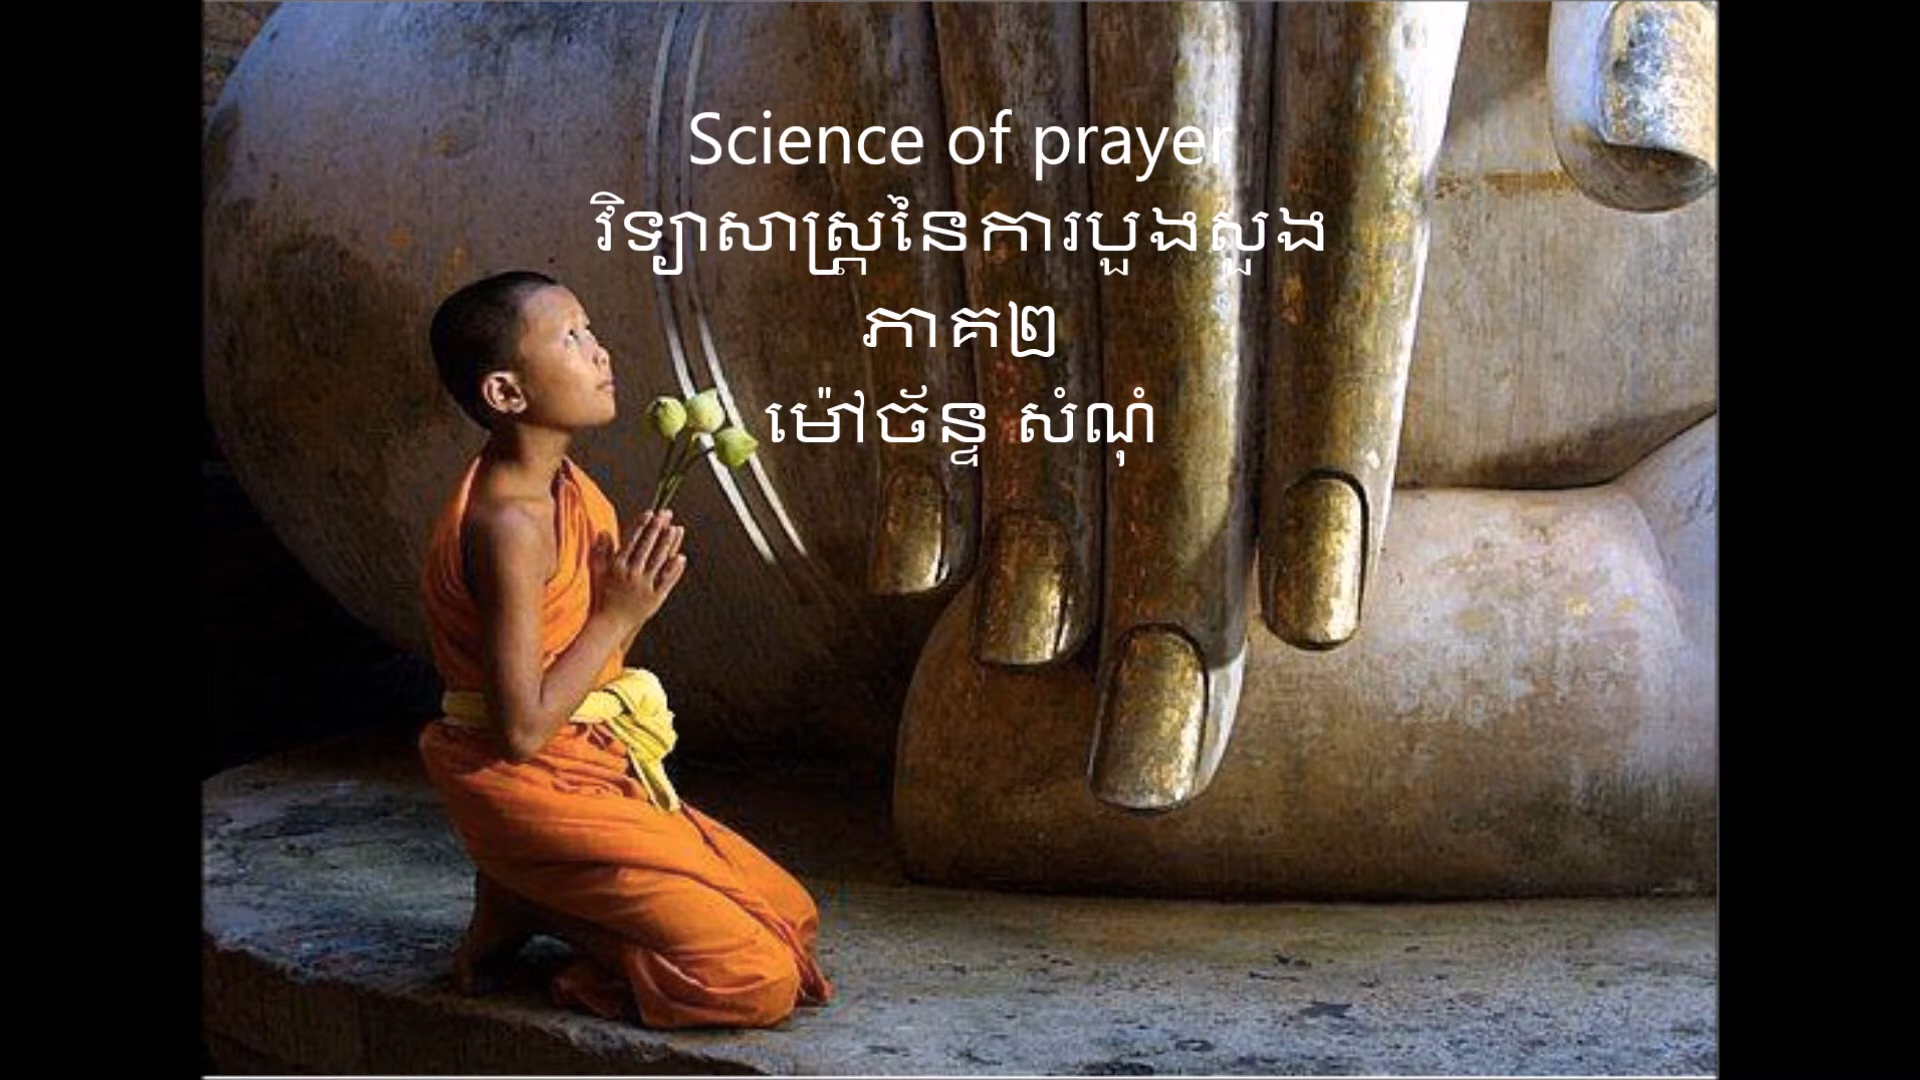 Science of prayer
វិទ្យាសាស្ត្រនៃការបួងសួង
ភាគ២
ម៉ៅច័ន្ទ សំណុំ